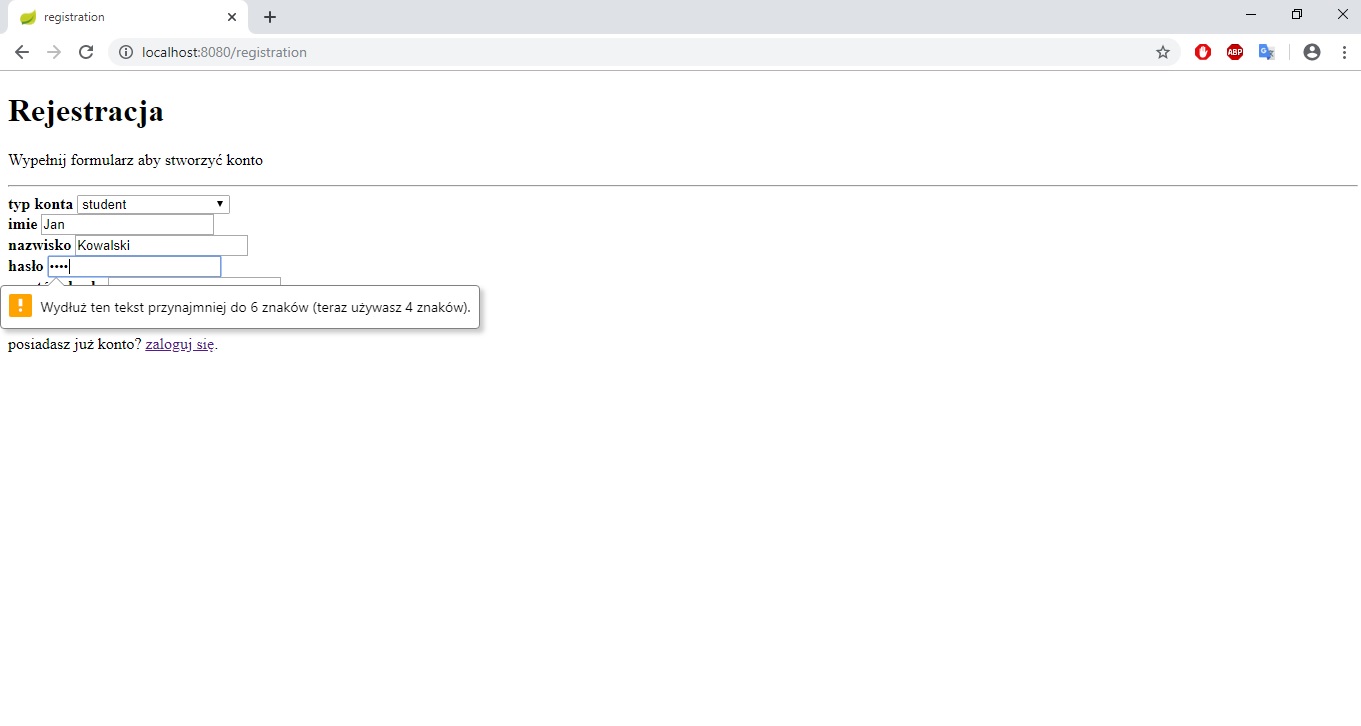 registration
localhost:8080/registration
ABP
Rejestracja
Wypełnij formularz aby stworzyć konto
typ konta student
imie Jan
nazwisko Kowalski
hasło ••••
Wydłuż ten tekst przynajmniej do 6 znaków (teraz używasz 4 znaków).
posiadasz już konto? zaloguj się.